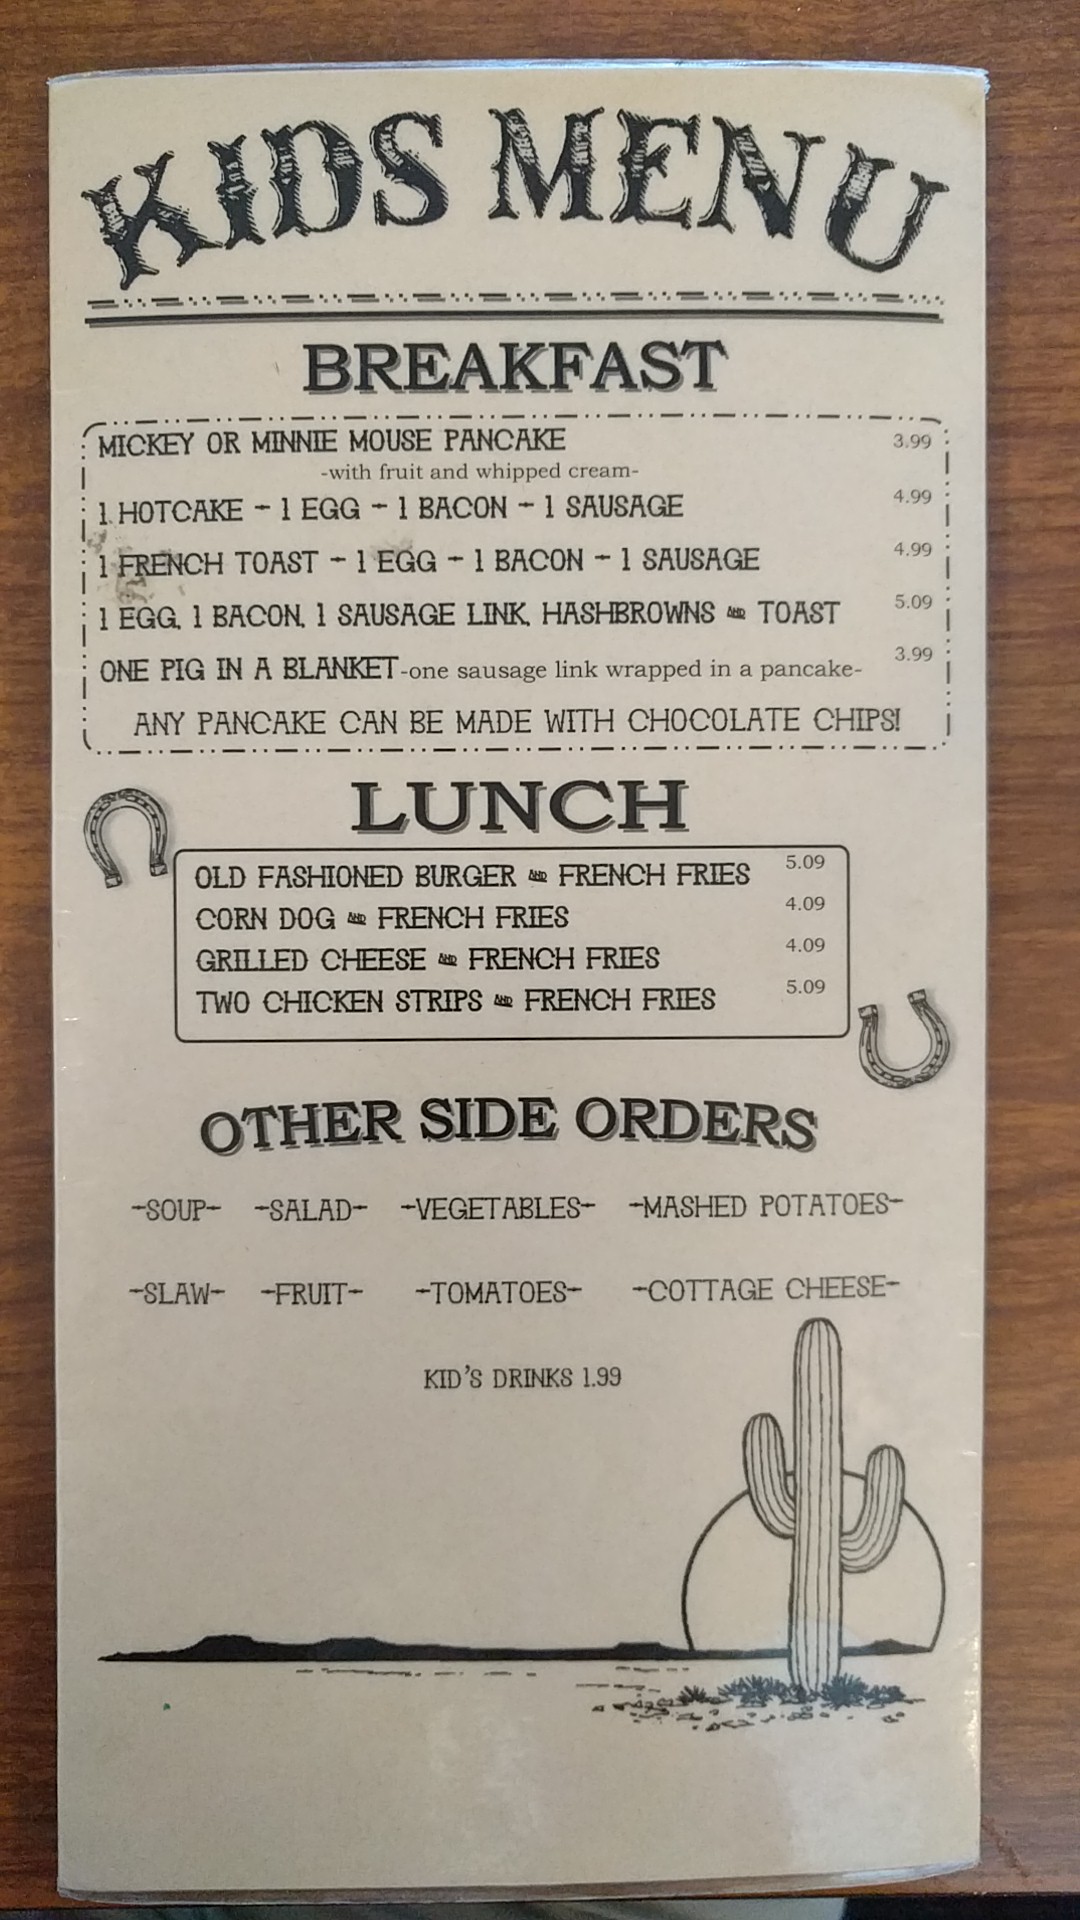 KIDS MENU
BREAKFAST
MICKEY OR MINNIE MOUSE PANCAKE 3.99
-with fruit and whipped cream-
1 HOTCAKE - 1 EGG - 1 BACON - 1 SAUSAGE 4.99
1 FRENCH TOAST - 1 EGG - 1 BACON - 1 SAUSAGE 4.99
1 EGG, 1 BACON, 1 SAUSAGE LINK, HASHBROWNS AND TOAST 5.09
ONE PIG IN A BLANKET -one sausage link wrapped in a pancake- 3.99
ANY PANCAKE CAN BE MADE WITH CHOCOLATE CHIPS!
LUNCH
OLD FASHIONED BURGER AND FRENCH FRIES 5.09
CORN DOG AND FRENCH FRIES 4.09
GRILLED CHEESE AND FRENCH FRIES 4.09
TWO CHICKEN STRIPS AND FRENCH FRIES 5.09
OTHER SIDE ORDERS
-SOUP- -SALAD- -VEGETABLES- -MASHED POTATOES-
-SLAW- -FRUIT- -TOMATOES- -COTTAGE CHEESE-
KID'S DRINKS 1.99